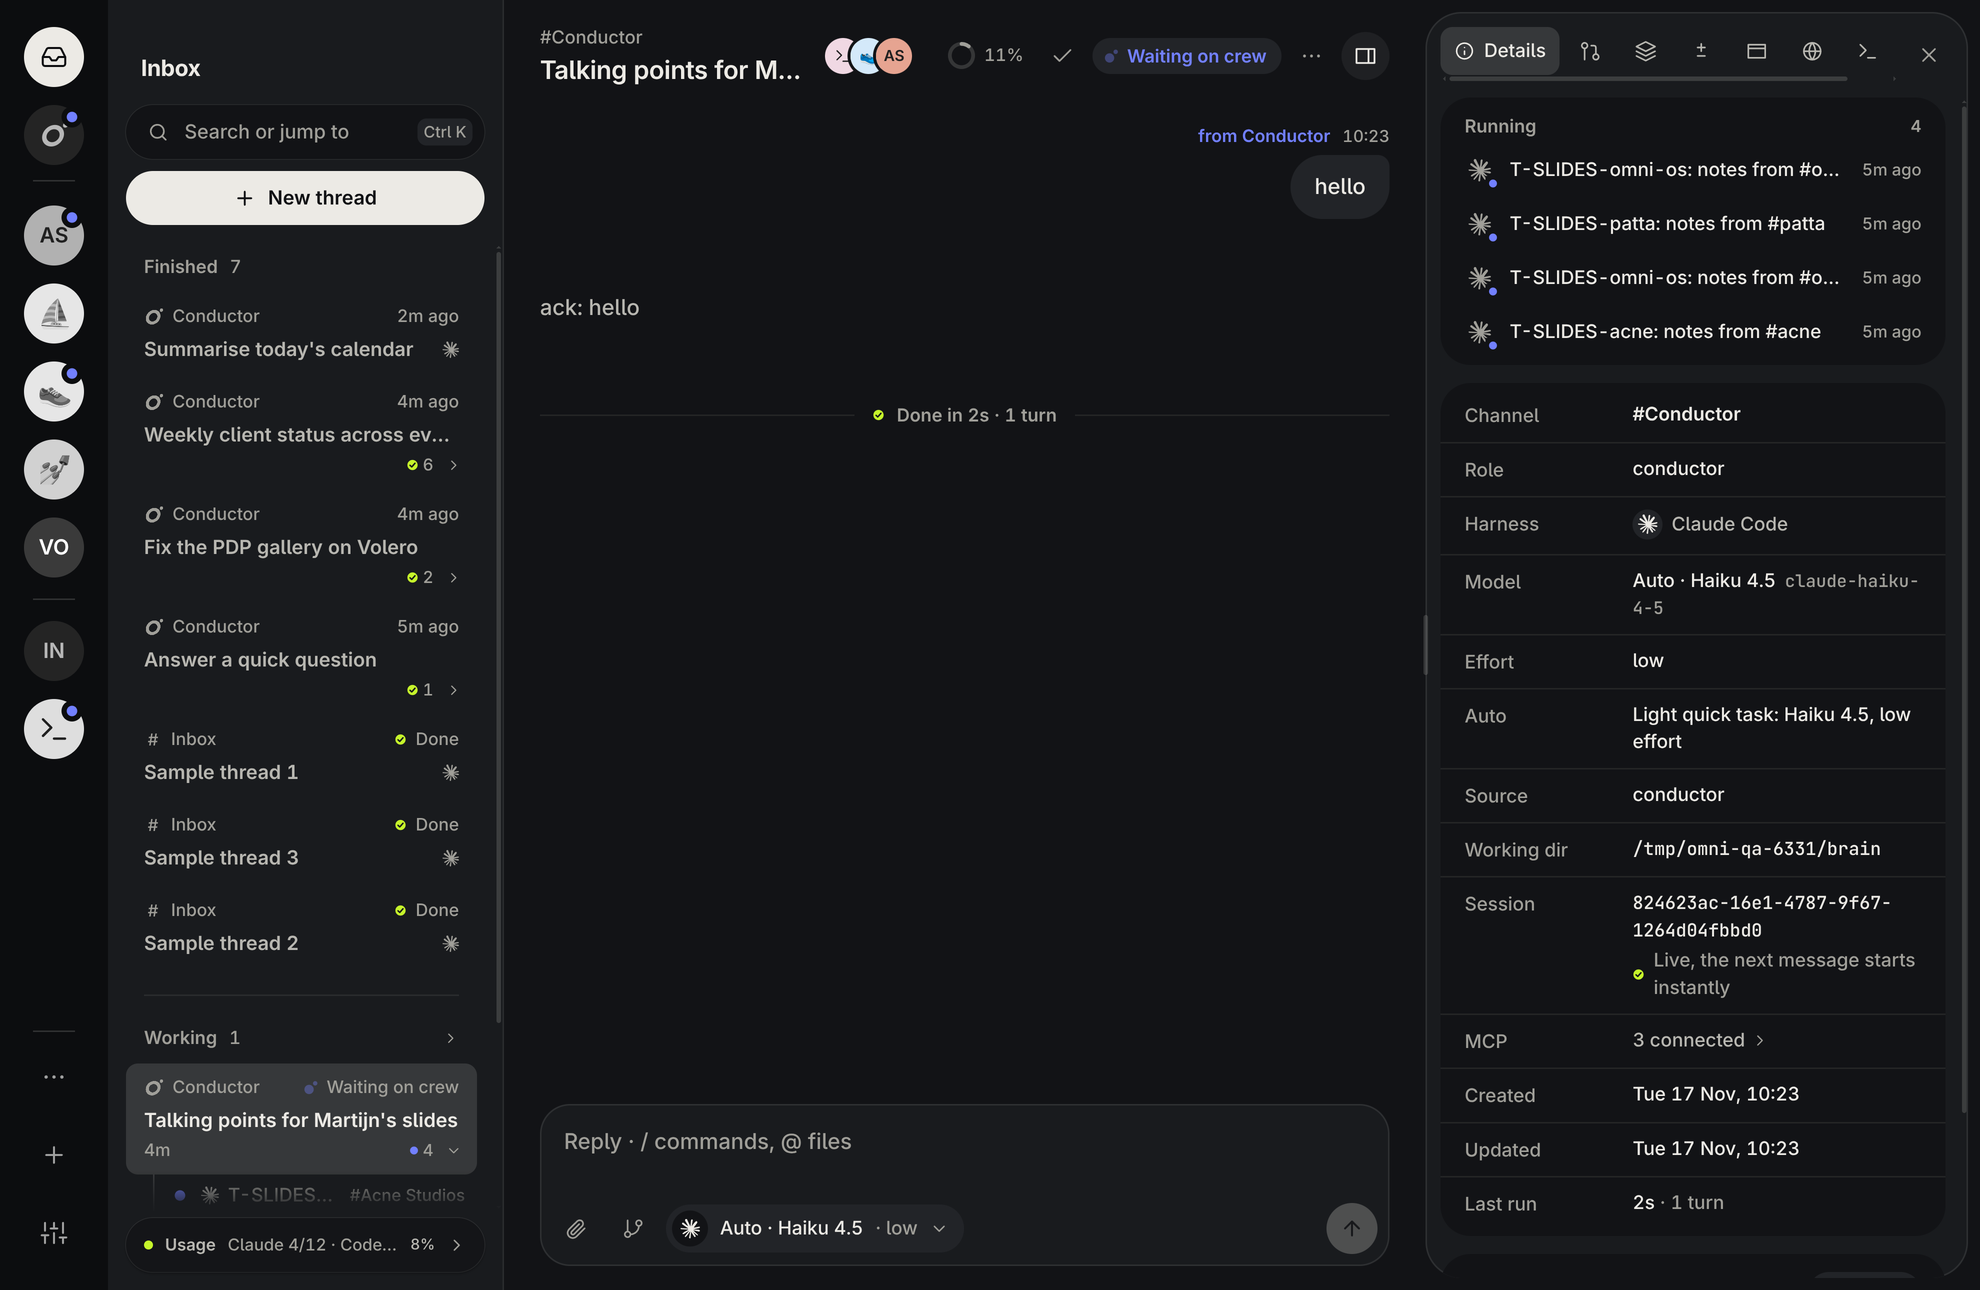 AS
VO
IN
Inbox
Search or jump to
Ctrl K
New thread
Finished 7
Conductor 2m ago
Summarise today's calendar
Conductor 4m ago
Weekly client status across ev...
6
Conductor 4m ago
Fix the PDP gallery on Volero
2
Conductor 5m ago
Answer a quick question
1
# Inbox Done
Sample thread 1
# Inbox Done
Sample thread 3
# Inbox Done
Sample thread 2
Working 1
Conductor Waiting on crew
Talking points for Martijn's slides
4m 4
T-SLIDES... #Acne Studios
Usage Claude 4/12 · Code... 8%
#Conductor
Talking points for M...
AS
11%
Waiting on crew
from Conductor 10:23
hello
ack: hello
Done in 2s · 1 turn
Reply · / commands, @ files
Auto · Haiku 4.5 · low
Details
Running 4
T-SLIDES-omni-os: notes from #o... 5m ago
T-SLIDES-patta: notes from #patta 5m ago
T-SLIDES-omni-os: notes from #o... 5m ago
T-SLIDES-acne: notes from #acne 5m ago
Channel #Conductor
Role conductor
Harness Claude Code
Model Auto · Haiku 4.5 claude-haiku-
4-5
Effort low
Auto Light quick task: Haiku 4.5, low
effort
Source conductor
Working dir /tmp/omni-qa-6331/brain
Session 824623ac-16e1-4787-9f67-
1264d04fbbd0
Live, the next message starts
instantly
MCP 3 connected
Created Tue 17 Nov, 10:23
Updated Tue 17 Nov, 10:23
Last run 2s · 1 turn